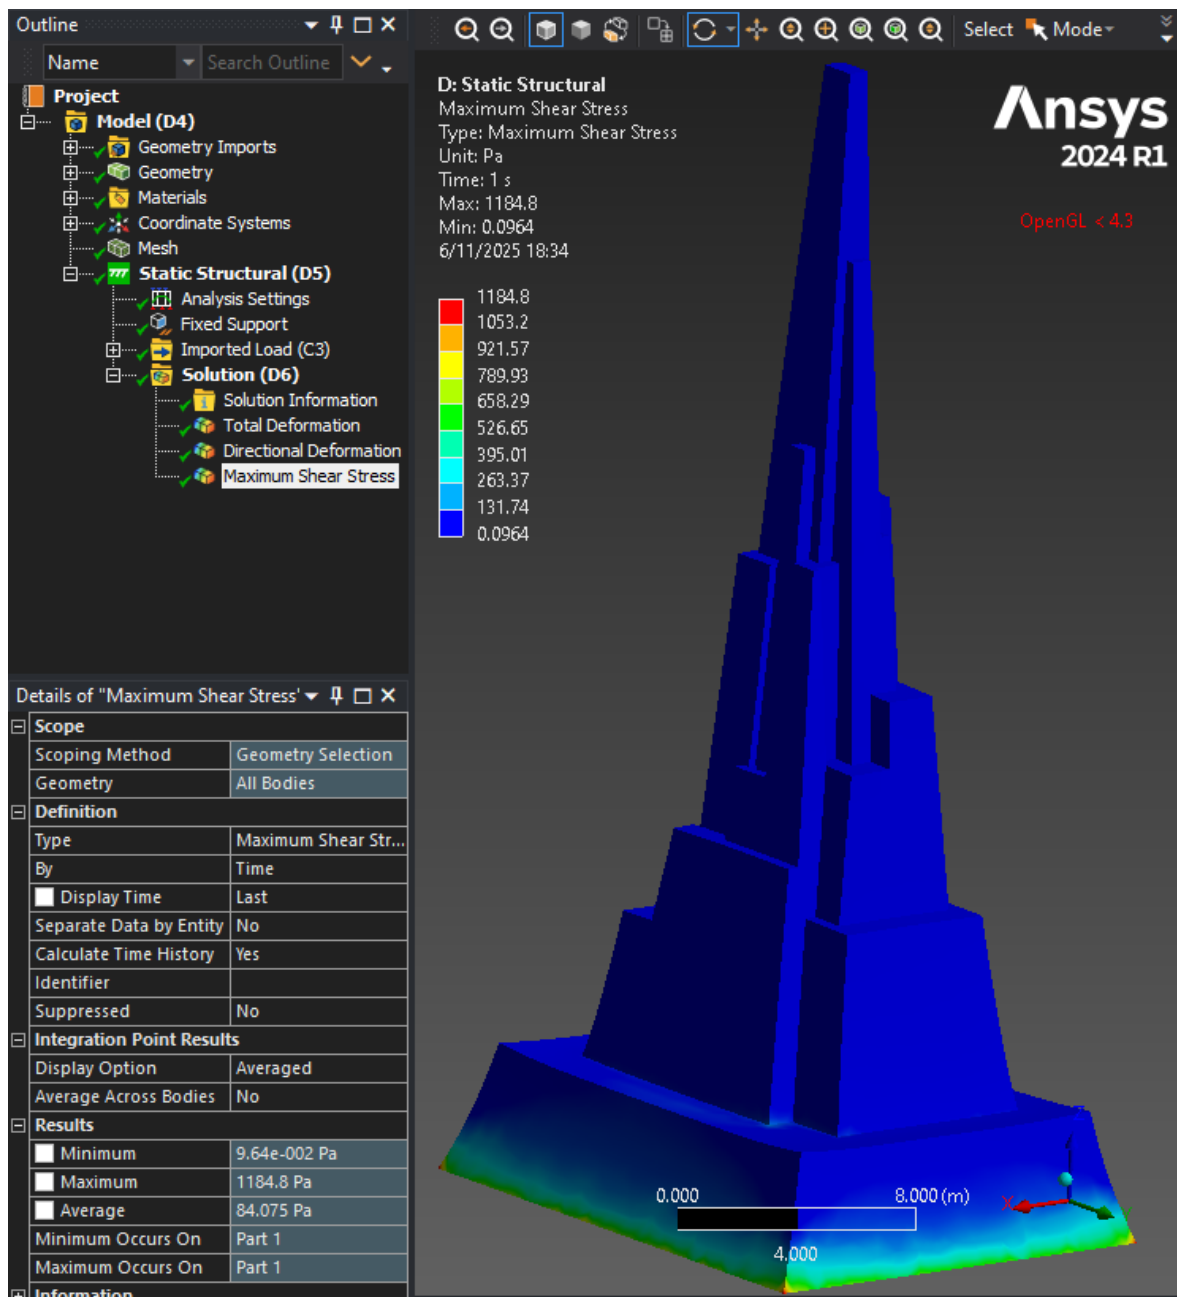 Outline
Name
Search Outline
Project
Model (D4)
Geometry Imports
Geometry
Materials
Coordinate Systems
Mesh
Static Structural (D5)
Analysis Settings
Fixed Support
Imported Load (C3)
Solution (D6)
Solution Information
Total Deformation
Directional Deformation
Maximum Shear Stress
Details of "Maximum Shear Stress'
Scope
Scoping Method Geometry Selection
Geometry All Bodies
Definition
Type Maximum Shear Str...
By Time
Display Time Last
Separate Data by Entity No
Calculate Time History Yes
Identifier
Suppressed No
Integration Point Results
Display Option Averaged
Average Across Bodies No
Results
Minimum 9.64e-002 Pa
Maximum 1184.8 Pa
Average 84.075 Pa
Minimum Occurs On Part 1
Maximum Occurs On Part 1
Information
Select Mode
D: Static Structural
Maximum Shear Stress
Type: Maximum Shear Stress
Unit: Pa
Time: 1 s
Max: 1184.8
Min: 0.0964
6/11/2025 18:34
1184.8
1053.2
921.57
789.93
658.29
526.65
395.01
263.37
131.74
0.0964
Ansys
2024 R1
OpenGL < 4.3
0.000 8.000 (m)
4.000
X